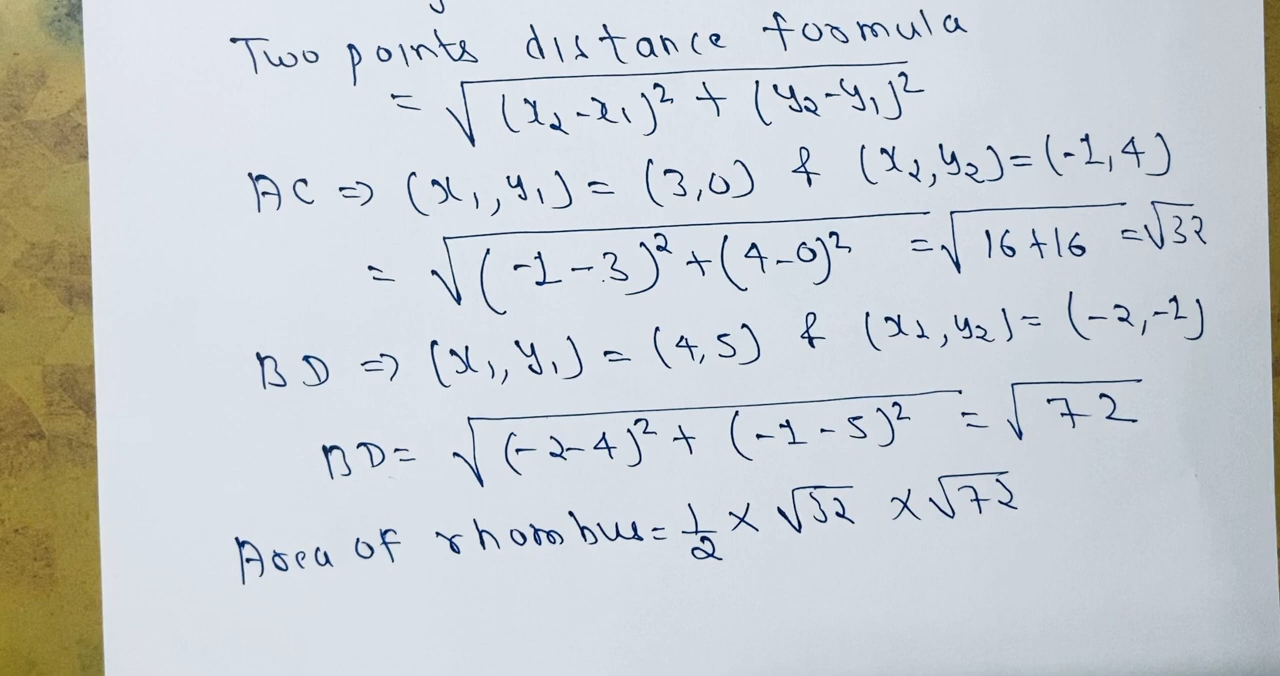 Two points distance formula
= √(x₂-x₁)² + (y₂-y₁)²
AC ⇒ (x₁, y₁) = (3,0) & (x₂, y₂) = (-1, 4)
= √(-1-3)² + (4-0)² = √16+16 = √32
BD ⇒ (x₁, y₁) = (4,5) & (x₂, y₂) = (-2,-1)
BD = √(-2-4)² + (-1-5)² = √72
Area of rhombus = 1/2 × √32 × √72